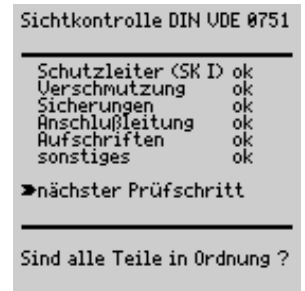 Sichtkontrolle DIN VDE 0751
Schutzleiter (SK I) ok
Verschmutzung ok
Sicherungen ok
Anschlußleitung ok
Aufschriften ok
sonstiges ok
➤nächster Prüfschritt
Sind alle Teile in Ordnung ?